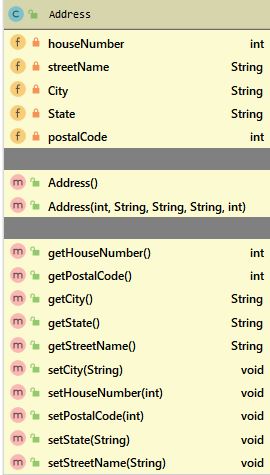 C Address
f houseNumber int
f streetName String
f City String
f State String
f postalCode int
m Address()
m Address(int, String, String, String, int)
m getHouseNumber() int
m getPostalCode() int
m getCity() String
m getState() String
m getStreetName() String
m setCity(String) void
m setHouseNumber(int) void
m setPostalCode(int) void
m setState(String) void
m setStreetName(String) void